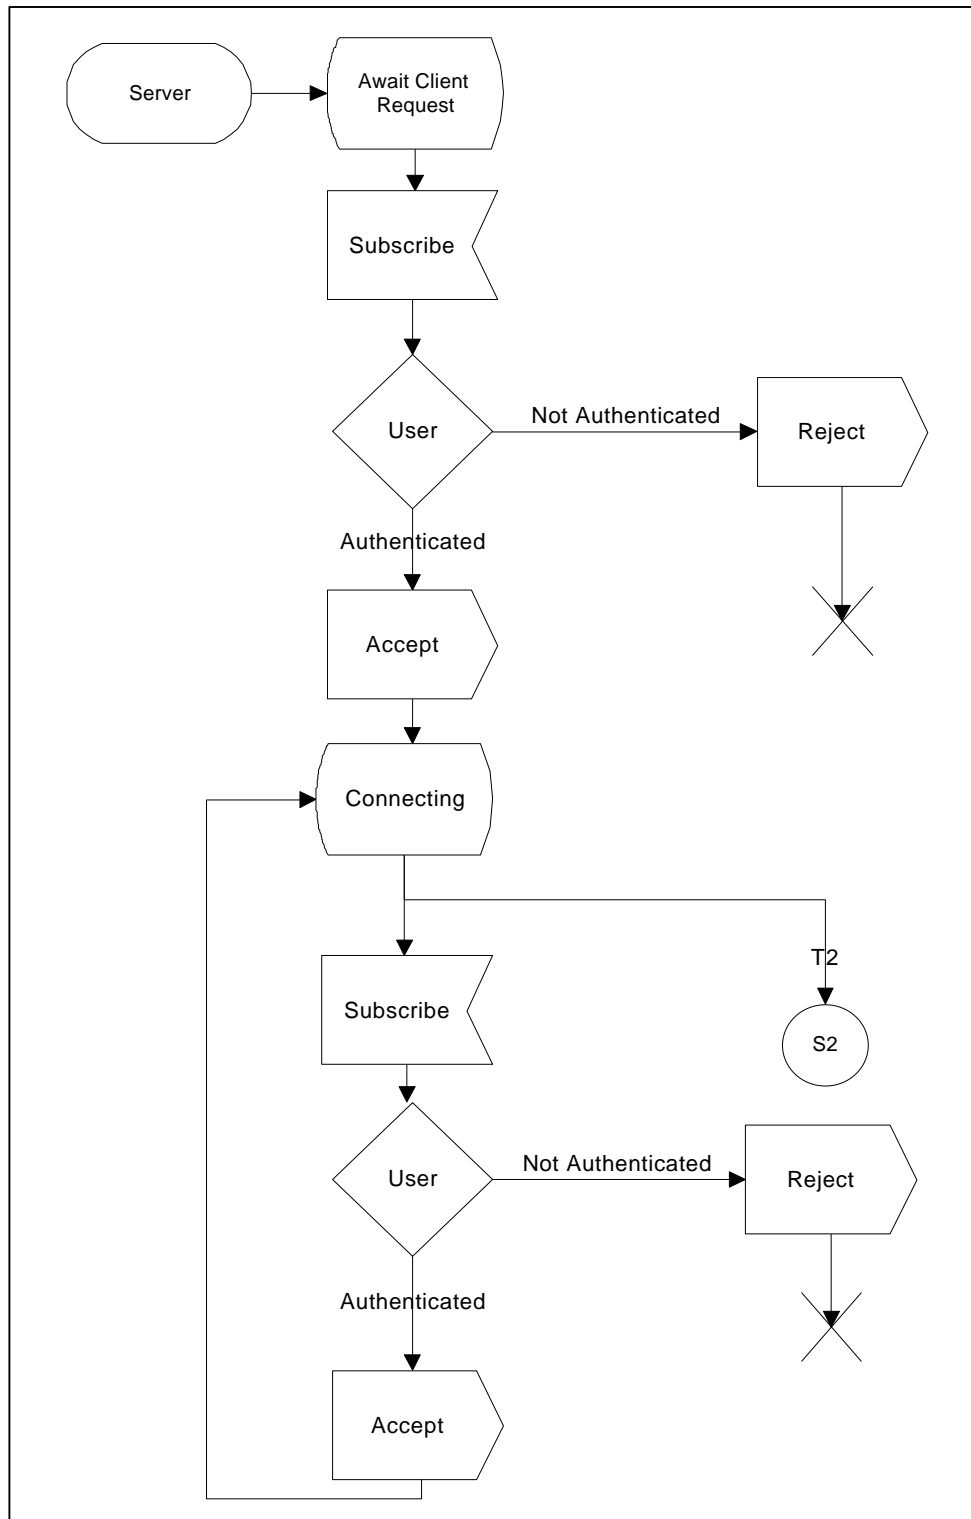 Server
Await Client
Request
Subscribe
User
Not Authenticated
Reject
Authenticated
Accept
Connecting
T2
Subscribe
S2
User
Not Authenticated
Reject
Authenticated
Accept